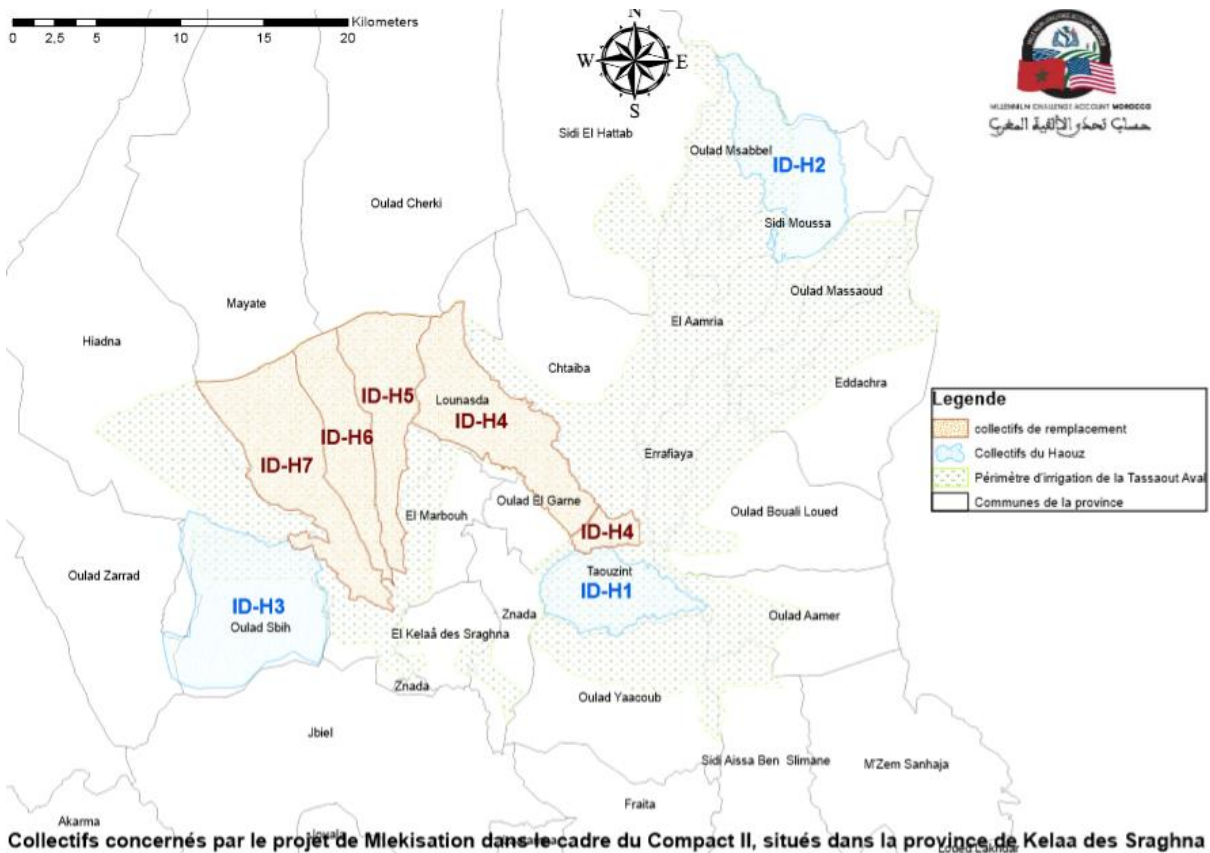 Kilometers
0 2,5 5 10 15 20
N
W E
S
MILLENNIUM CHALLENGE ACCOUNT MOROCCO
حساب تحدي الألفية المغرب
Sidi El Hattab
Oulad Msabbel
ID-H2
Oulad Cherki
Sidi Moussa
Oulad Massaoud
Mayate
El Aamria
Hiadna
Chtaiba
Eddachra
ID-H5
Lounasda
ID-H4
ID-H6
ID-H7
Errafiaya
Legende
collectifs de remplacement
Collectifs du Haouz
Périmètre d'irrigation de la Tassaout Aval
Communes de la province
Oulad El Garne
El Marbouh
Oulad Bouali Loued
ID-H4
Taouzint
Oulad Zarrad
ID-H1
ID-H3
Oulad Sbih
Znada
Oulad Aamer
El Kelaâ des Sraghna
Znada
Oulad Yaacoub
Jbiel
Sidi Aissa Ben Slimane
M'Zem Sanhaja
Fraita
Akarma
Collectifs concernés par le projet de Mlekisation dans le cadre du Compact II, situés dans la province de Kelaa des Sraghna